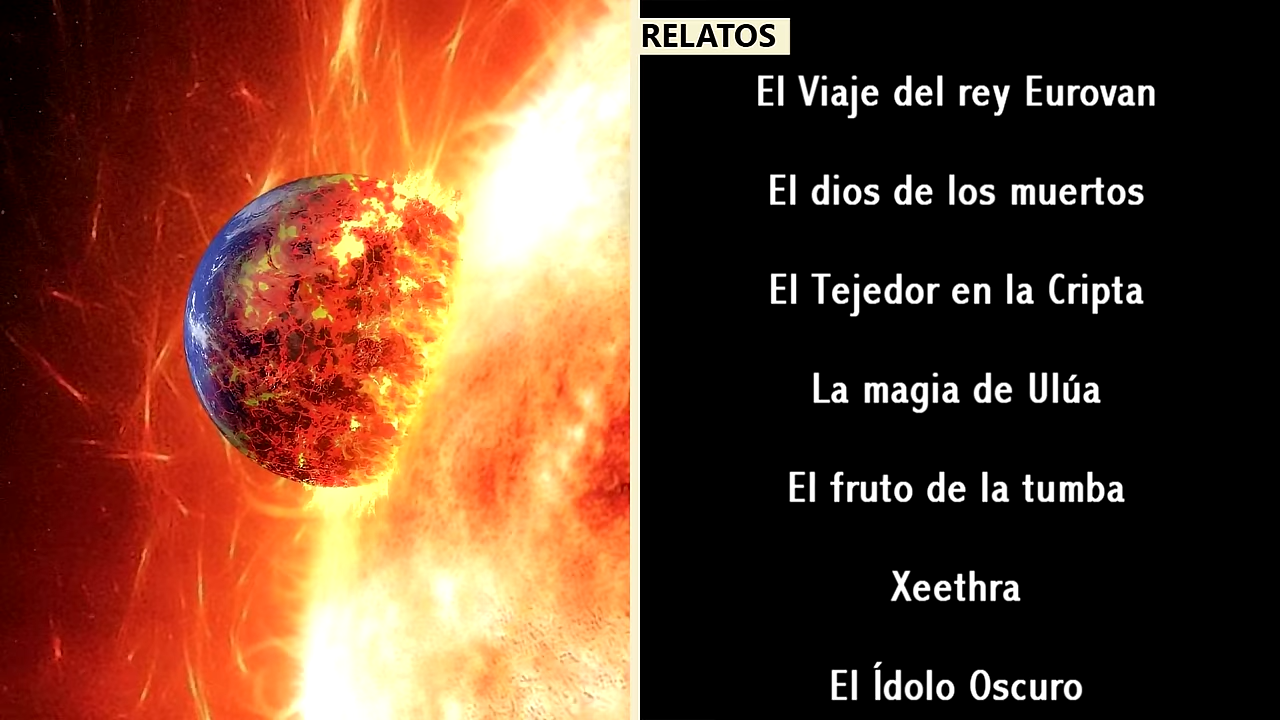 RELATOS
El Viaje del rey Eurovan
El dios de los muertos
El Tejedor en la Cripta
La magia de Ulúa
El fruto de la tumba
Xeethra
El Ídolo Oscuro